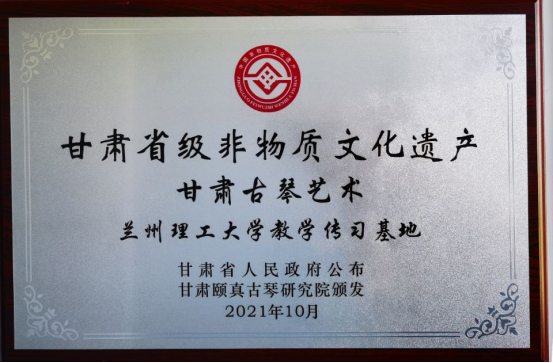 甘肃省级非物质文化遗产
甘肃古琴艺术
兰州理工大学教学传习基地
甘肃省人民政府公布
甘肃颐真古琴研究院颁发
2021年10月